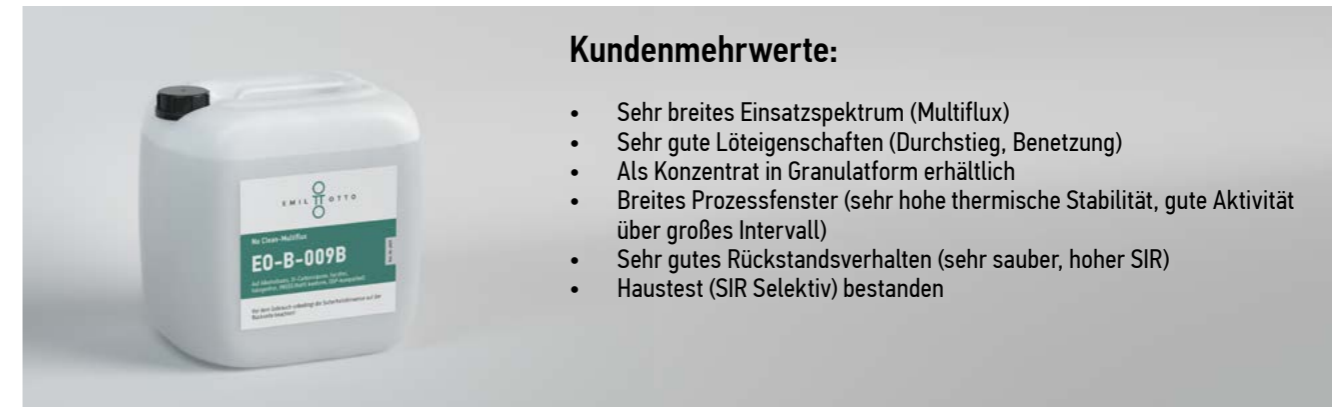 Kundenmehrwerte:
• Sehr breites Einsatzspektrum (Multiflux)
• Sehr gute Löteigenschaften (Durchstieg, Benetzung)
• Als Konzentrat in Granulatform erhältlich
• Breites Prozessfenster (sehr hohe thermische Stabilität, gute Aktivität
über großes Intervall)
• Sehr gutes Rückstandsverhalten (sehr sauber, hoher SIR)
• Haustest (SIR Selektiv) bestanden
EMIL OTTO
No Clean-Multiflux
EO-B-009B